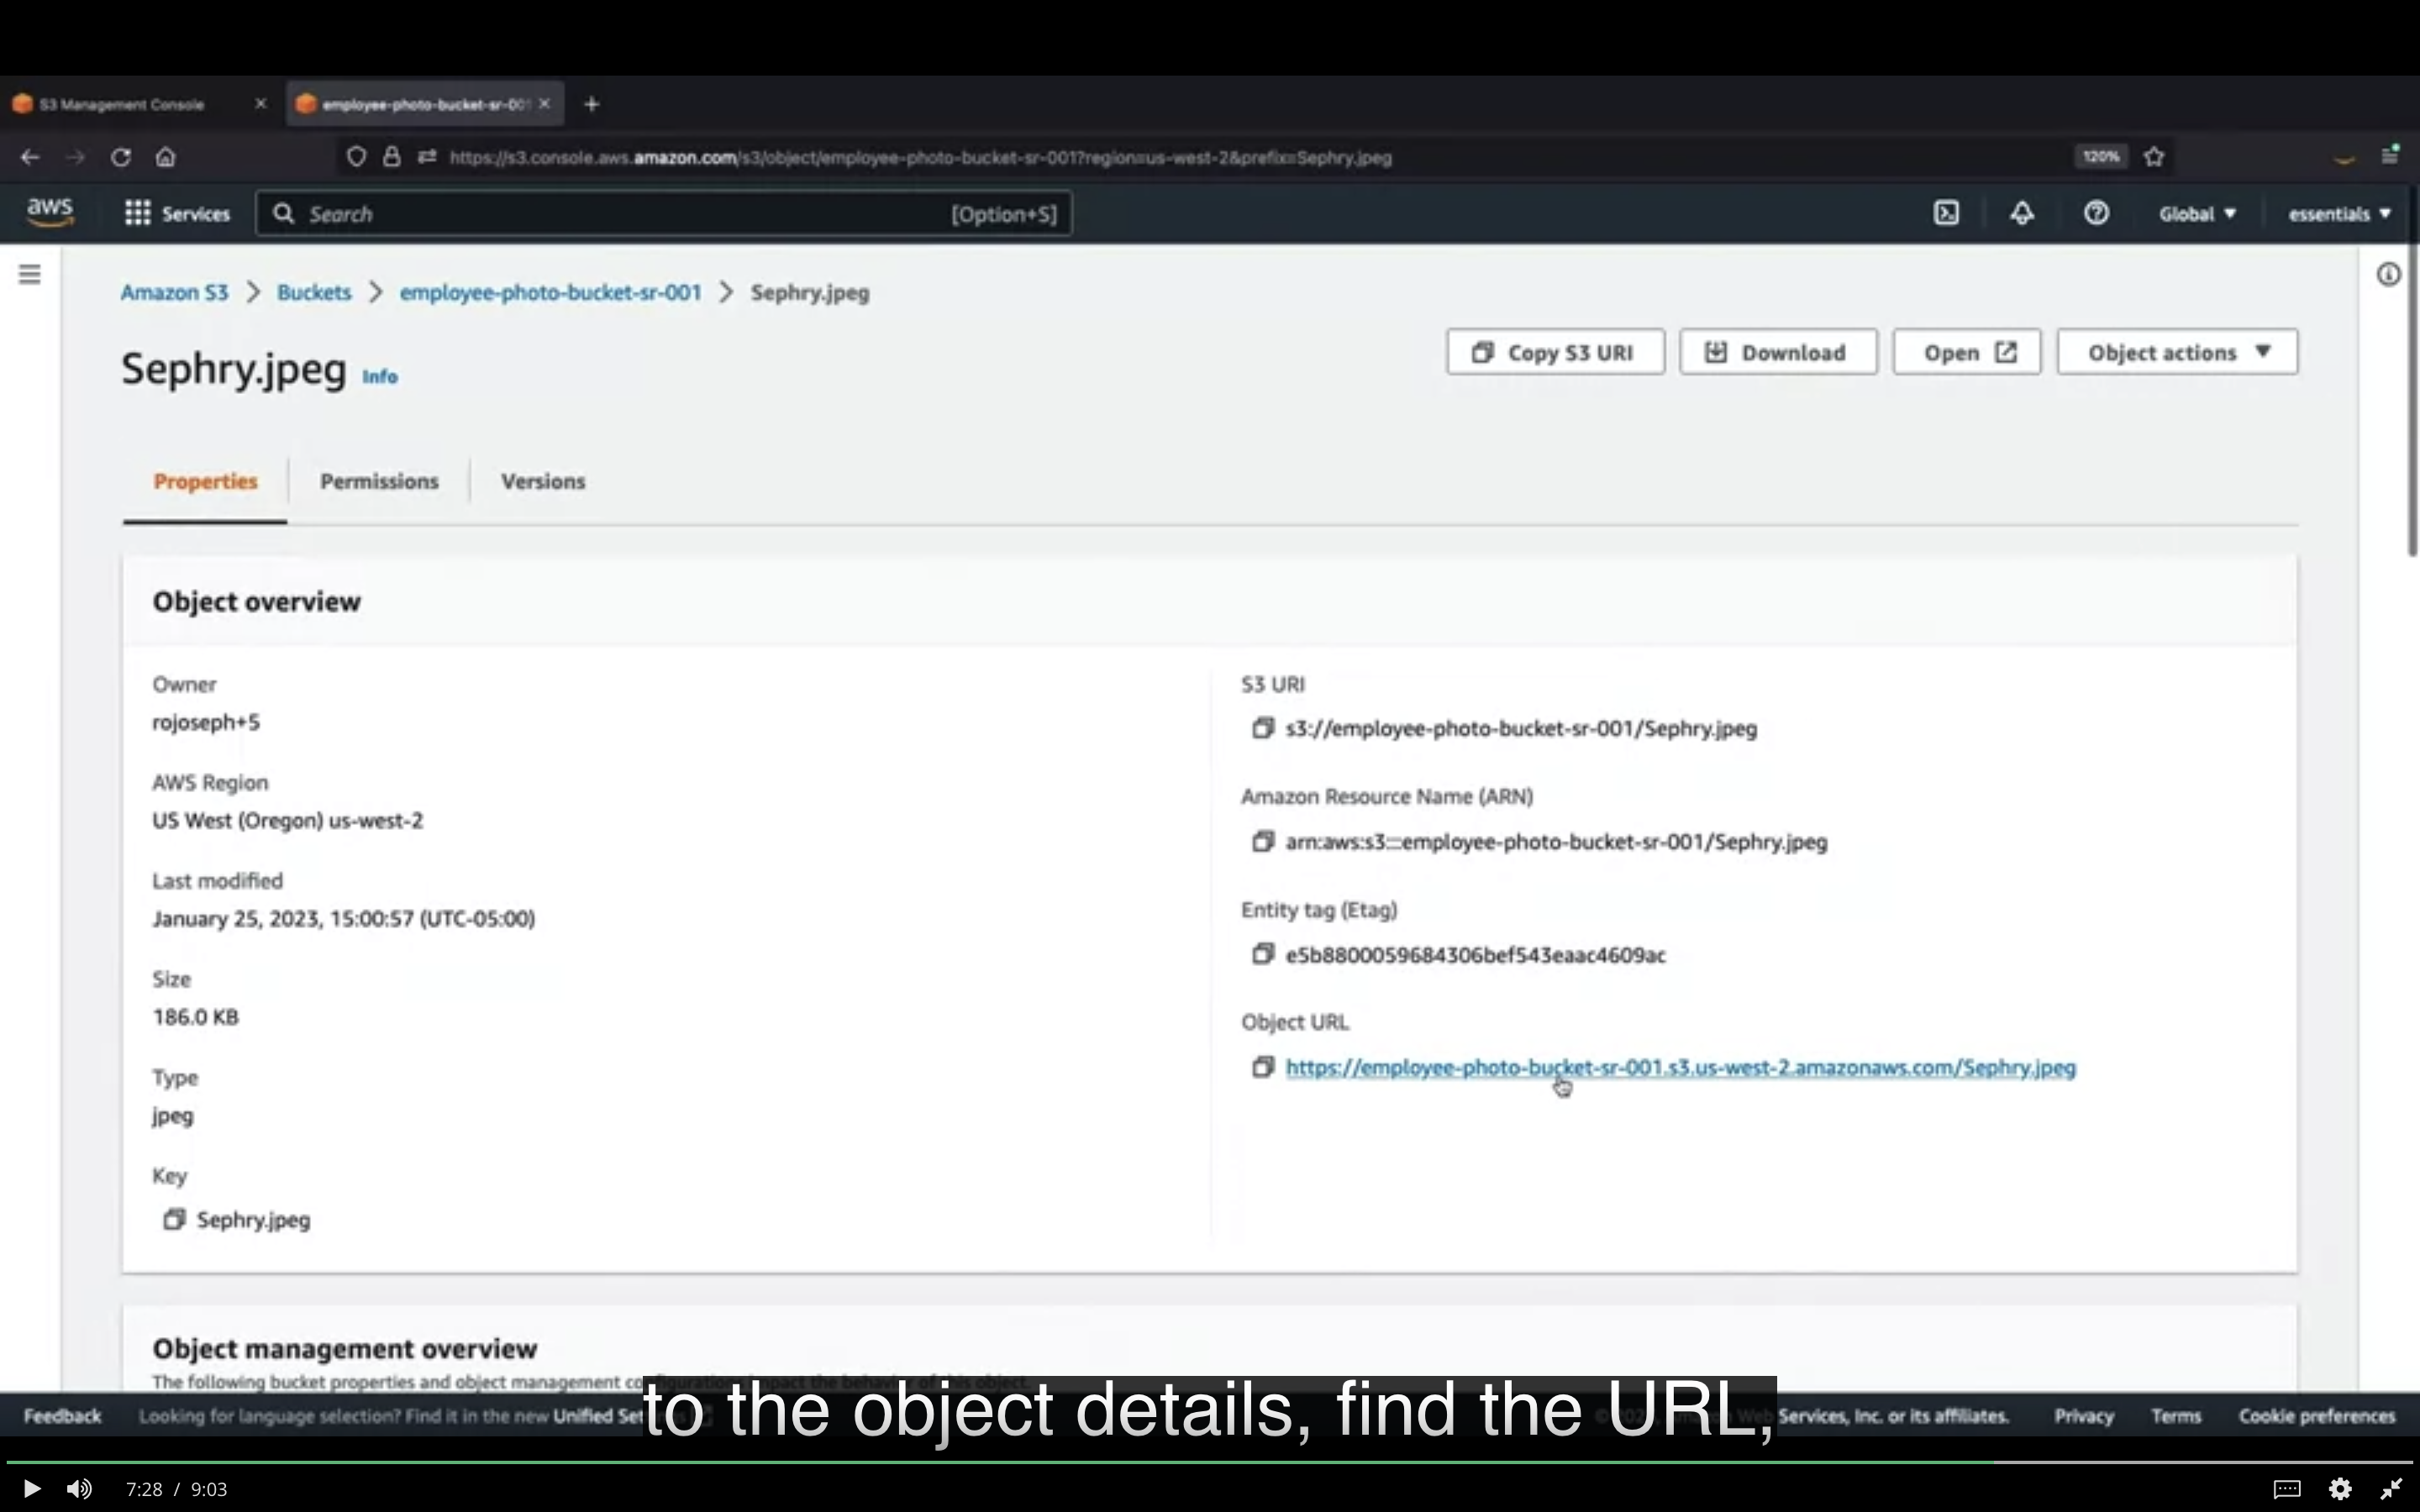 S3 Management Console
employee-photo-bucket-sr-001
https://s3.console.aws.amazon.com/s3/object/employee-photo-bucket-sr-001?region=us-west-2&prefix=Sephry.jpeg
120%
aws
Services
Search
[Option+S]
Global
essentials
Amazon S3 > Buckets > employee-photo-bucket-sr-001 > Sephry.jpeg
Sephry.jpeg Info
Copy S3 URI
Download
Open
Object actions
Properties
Permissions
Versions
Object overview
Owner
rojoseph+5
AWS Region
US West (Oregon) us-west-2
Last modified
January 25, 2023, 15:00:57 (UTC-05:00)
Size
186.0 KB
Type
jpeg
Key
Sephry.jpeg
S3 URI
s3://employee-photo-bucket-sr-001/Sephry.jpeg
Amazon Resource Name (ARN)
arn:aws:s3:::employee-photo-bucket-sr-001/Sephry.jpeg
Entity tag (Etag)
e5b8800059684306bef543eaac4609ac
Object URL
https://employee-photo-bucket-sr-001.s3.us-west-2.amazonaws.com/Sephry.jpeg
Object management overview
The following bucket properties and object management configurations impact the behavior of this object.
to the object details, find the URL,
Feedback
Looking for language selection? Find it in the new Unified Set
Services, Inc. or its affiliates.
Privacy
Terms
Cookie preferences
7:28 / 9:03